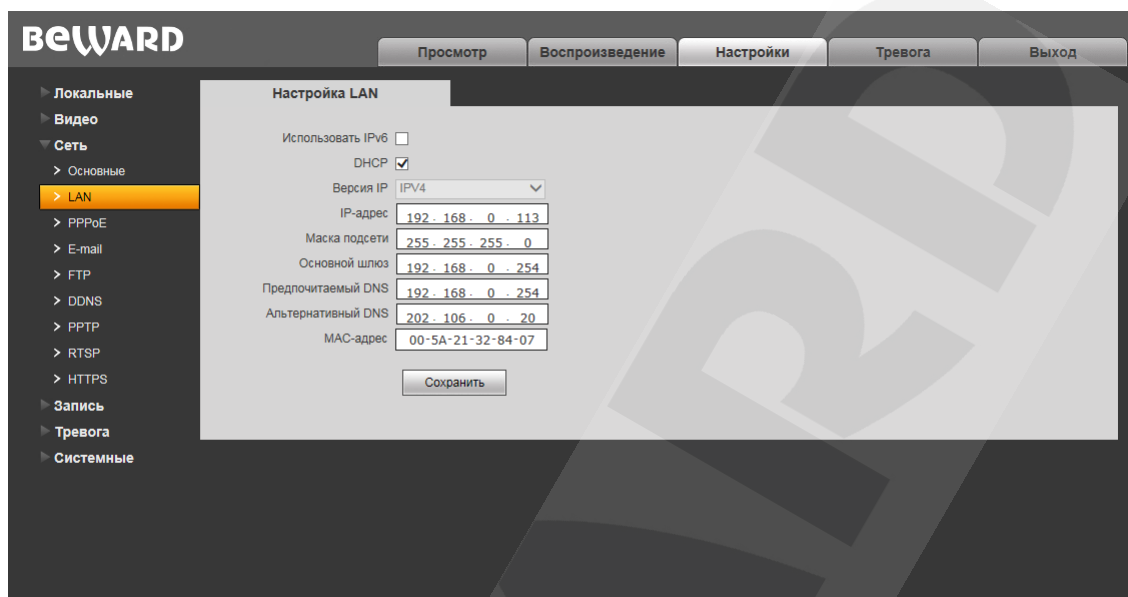 BEWARD
Просмотр Воспроизведение Настройки Тревога Выход
Локальные
Видео
Сеть
> Основные
> LAN
> PPPoE
> E-mail
> FTP
> DDNS
> PPTP
> RTSP
> HTTPS
Запись
Тревога
Системные
Настройка LAN
Использовать IPv6
DHCP
Версия IP IPV4
IP-адрес 192 . 168 . 0 . 113
Маска подсети 255 . 255 . 255 . 0
Основной шлюз 192 . 168 . 0 . 254
Предпочитаемый DNS 192 . 168 . 0 . 254
Альтернативный DNS 202 . 106 . 0 . 20
MAC-адрес 00-5A-21-32-84-07
Сохранить